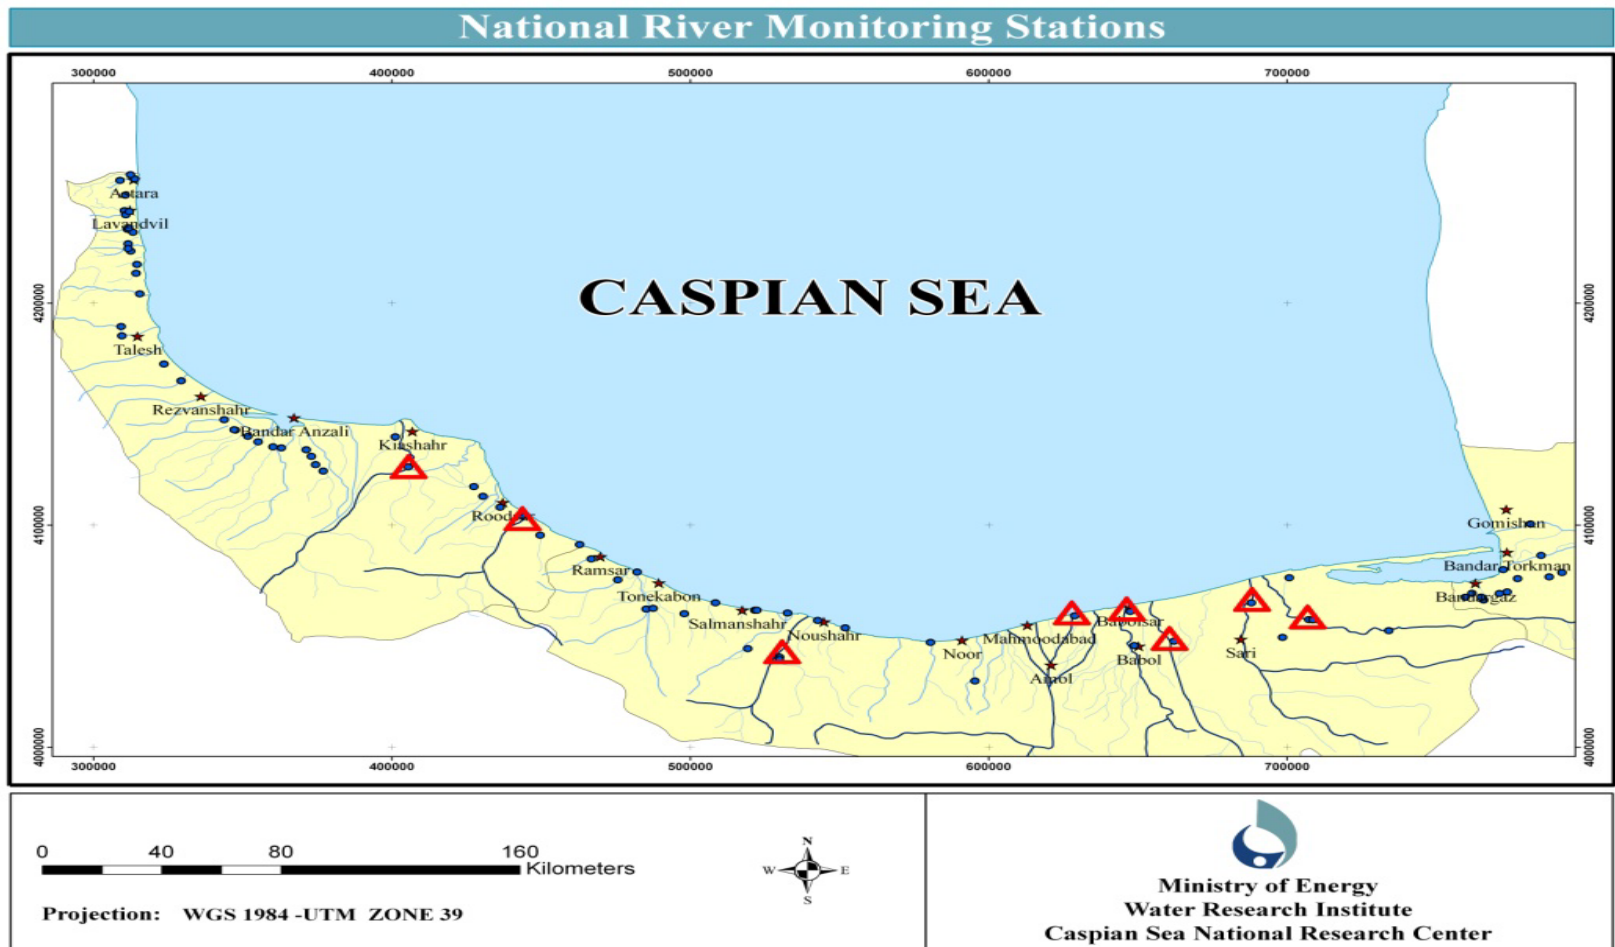 National River Monitoring Stations
300000 400000 500000 600000 700000
Astara
Lavandvil
4200000 4200000
CASPIAN SEA
Talesh
Rezvanshahr
Bandar Anzali
Kiashahr
4100000 4100000
Gomishan
Ramsar
Bandar Torkman
Tonekabon
Bandargaz
Salmanshahr
Noushahr
Mahmoodabad
Babolsar
Noor
Babol
Sari
Amol
4000000 4000000
300000 400000 500000 600000 700000
0 40 80 160
Kilometers
N
W E
S
Projection: WGS 1984 -UTM ZONE 39
Ministry of Energy
Water Research Institute
Caspian Sea National Research Center